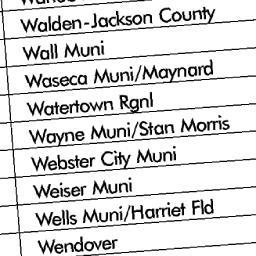 Walden-Jackson County
Wall Muni
Waseca Muni/Maynard
Watertown Rgnl
Wayne Muni/Stan Morris
Webster City Muni
Weiser Muni
Wells Muni/Harriet Fld
Wendover